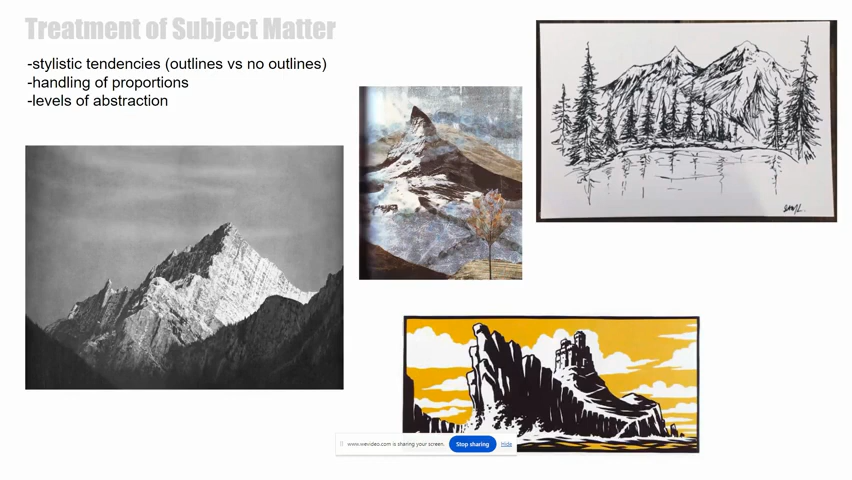 Treatment of Subject Matter
-stylistic tendencies (outlines vs no outlines)
-handling of proportions
-levels of abstraction
www.wevideo.com is sharing your screen.
Stop sharing
Hide